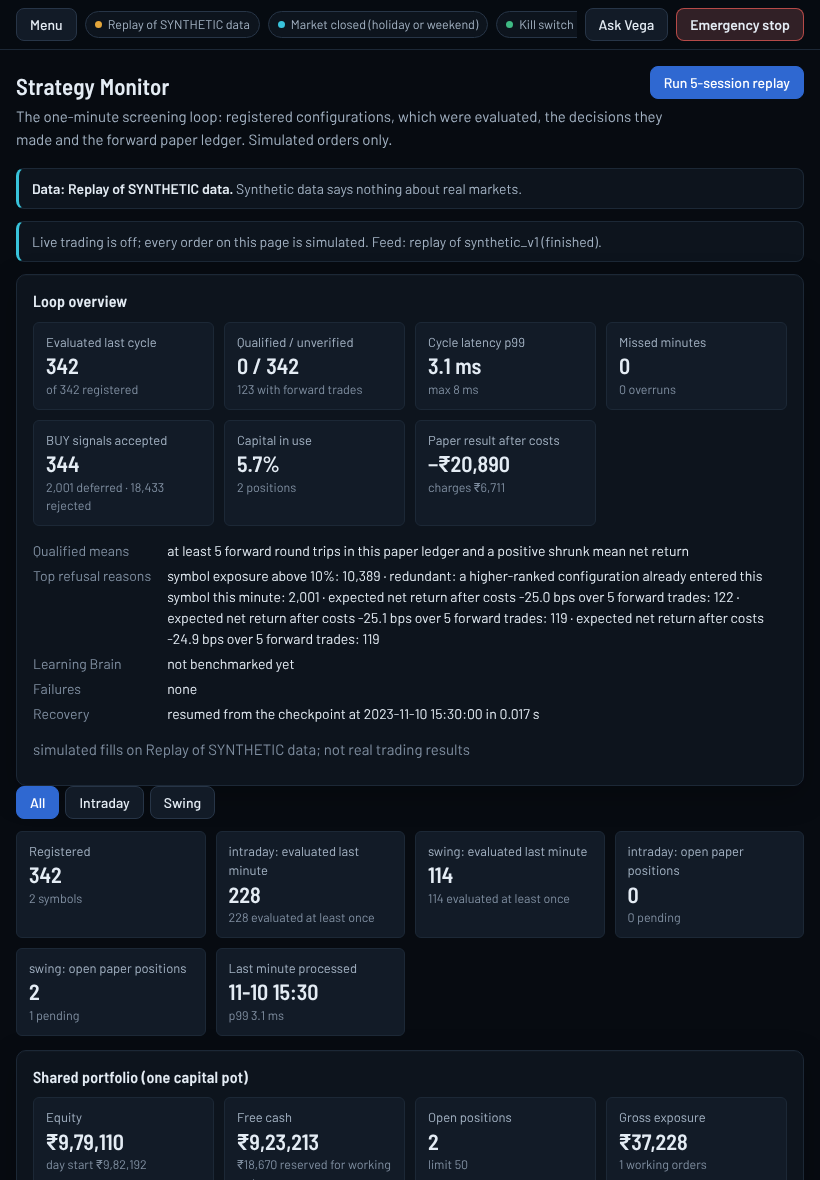 Menu
Replay of SYNTHETIC data
Market closed (holiday or weekend)
Kill switch
Ask Vega
Emergency stop
Strategy Monitor
Run 5-session replay
The one-minute screening loop: registered configurations, which were evaluated, the decisions they
made and the forward paper ledger. Simulated orders only.
Data: Replay of SYNTHETIC data. Synthetic data says nothing about real markets.
Live trading is off; every order on this page is simulated. Feed: replay of synthetic_v1 (finished).
Loop overview
Evaluated last cycle
342
of 342 registered
Qualified / unverified
0 / 342
123 with forward trades
Cycle latency p99
3.1 ms
max 8 ms
Missed minutes
0
0 overruns
BUY signals accepted
344
2,001 deferred · 18,433
rejected
Capital in use
5.7%
2 positions
Paper result after costs
−₹20,890
charges ₹6,711
Qualified means
at least 5 forward round trips in this paper ledger and a positive shrunk mean net return
Top refusal reasons
symbol exposure above 10%: 10,389 · redundant: a higher-ranked configuration already entered this
symbol this minute: 2,001 · expected net return after costs -25.0 bps over 5 forward trades: 122 ·
expected net return after costs -25.1 bps over 5 forward trades: 119 · expected net return after costs
-24.9 bps over 5 forward trades: 119
Learning Brain
not benchmarked yet
Failures
none
Recovery
resumed from the checkpoint at 2023-11-10 15:30:00 in 0.017 s
simulated fills on Replay of SYNTHETIC data; not real trading results
All
Intraday
Swing
Registered
342
2 symbols
intraday: evaluated last
minute
228
228 evaluated at least once
swing: evaluated last minute
114
114 evaluated at least once
intraday: open paper
positions
0
0 pending
swing: open paper positions
2
1 pending
Last minute processed
11-10 15:30
p99 3.1 ms
Shared portfolio (one capital pot)
Equity
₹9,79,110
day start ₹9,82,192
Free cash
₹9,23,213
₹18,670 reserved for working
Open positions
2
limit 50
Gross exposure
₹37,228
1 working orders